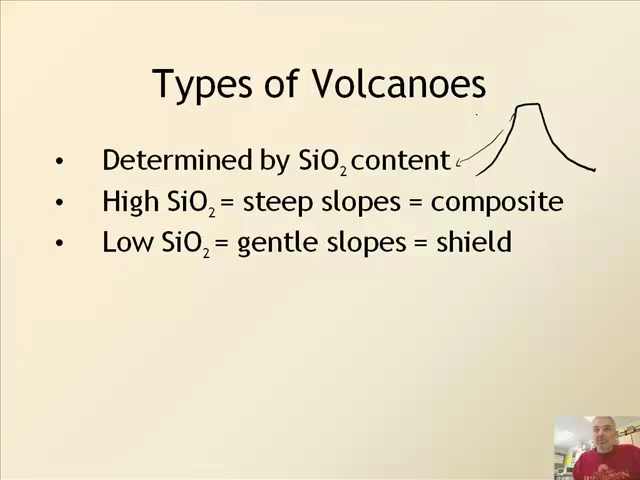 Types of Volcanoes
• Determined by SiO₂ content
• High SiO₂ = steep slopes = composite
• Low SiO₂ = gentle slopes = shield